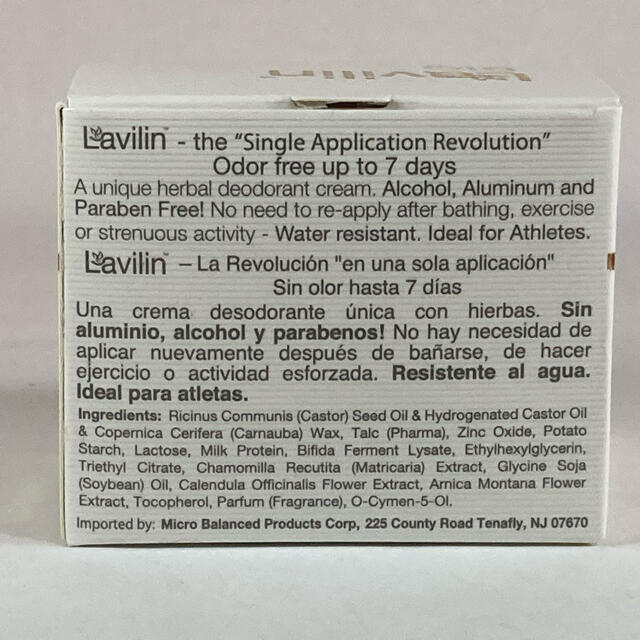 Lavilin
Lavilin™ - the "Single Application Revolution"
Odor free up to 7 days
A unique herbal deodorant cream. Alcohol, Aluminum and
Paraben Free! No need to re-apply after bathing, exercise
or strenuous activity - Water resistant. Ideal for Athletes.
Lavilin™ – La Revolución "en una sola aplicación"
Sin olor hasta 7 días
Una crema desodorante única con hierbas. Sin
aluminio, alcohol y parabenos! No hay necesidad de
aplicar nuevamente después de bañarse, de hacer
ejercicio o actividad esforzada. Resistente al agua.
Ideal para atletas.
Ingredients: Ricinus Communis (Castor) Seed Oil & Hydrogenated Castor Oil
& Copernica Cerifera (Carnauba) Wax, Talc (Pharma), Zinc Oxide, Potato
Starch, Lactose, Milk Protein, Bifida Ferment Lysate, Ethylhexylglycerin,
Triethyl Citrate, Chamomilla Recutita (Matricaria) Extract, Glycine Soja
(Soybean) Oil, Calendula Officinalis Flower Extract, Arnica Montana Flower
Extract, Tocopherol, Parfum (Fragrance), O-Cymen-5-Ol.
Imported by: Micro Balanced Products Corp, 225 County Road Tenafly, NJ 07670